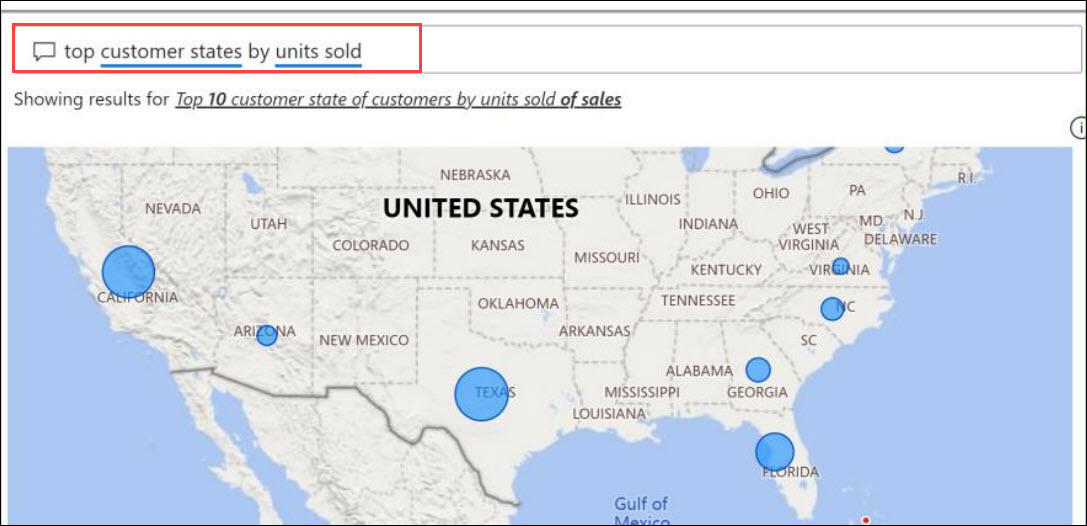 top customer states by units sold
Showing results for Top 10 customer state of customers by units sold of sales
i
NEBRASKA
OHIO
PA
R.I.
NEVADA
UNITED STATES
ILLINOIS
INDIANA
N.J.
UTAH
MD.
WEST
VIRGINIA
DELAWARE
COLORADO
KANSAS
MISSOURI
KENTUCKY
VIRGINIA
CALIFORNIA
OKLAHOMA
TENNESSEE
NC
ARIZONA
NEW MEXICO
ARKANSAS
SC
ALABAMA
TEXAS
MISSISSIPPI
GEORGIA
LOUISIANA
FLORIDA
Gulf of
Mexico